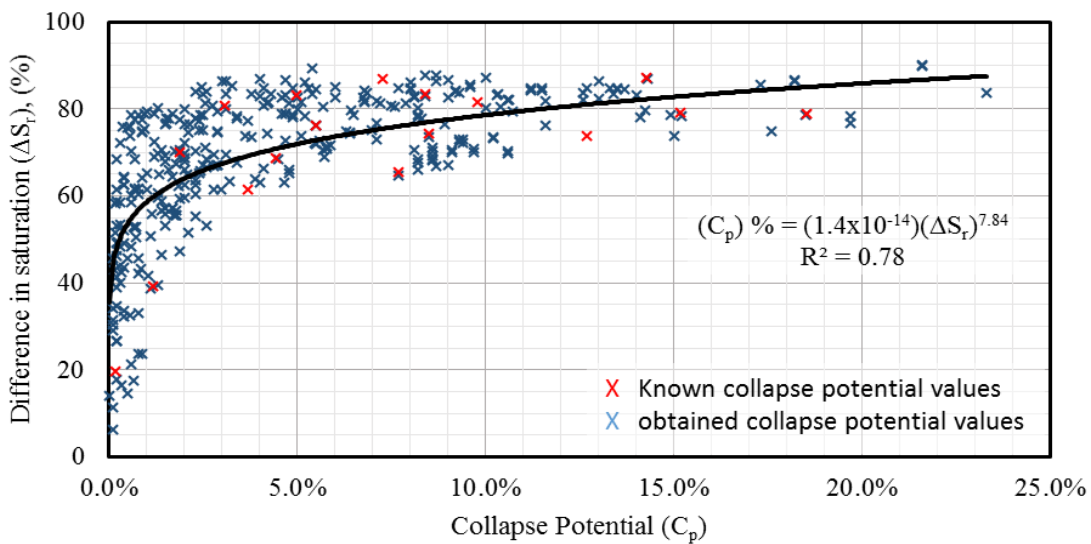 100
80
60
40
20
0
Difference in saturation (ΔSr), (%)
(Cp) % = (1.4x10-14)(ΔSr)7.84
R² = 0.78
X Known collapse potential values
X obtained collapse potential values
0.0% 5.0% 10.0% 15.0% 20.0% 25.0%
Collapse Potential (Cp)